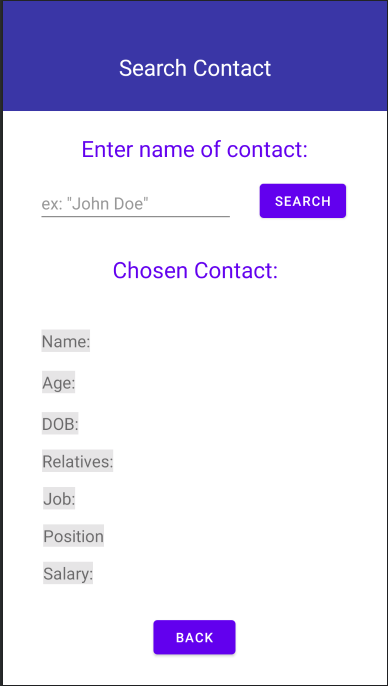 Search Contact
Enter name of contact:
ex: "John Doe"
SEARCH
Chosen Contact:
Name:
Age:
DOB:
Relatives:
Job:
Position
Salary:
BACK